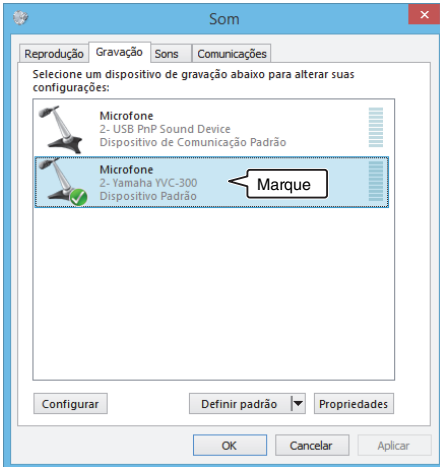 Som
Reprodução Gravação Sons Comunicações
Selecione um dispositivo de gravação abaixo para alterar suas
configurações:
Microfone
2- USB PnP Sound Device
Dispositivo de Comunicação Padrão
Microfone
2- Yamaha YVC-300
Dispositivo Padrão
Marque
Configurar Definir padrão Propriedades
OK Cancelar Aplicar